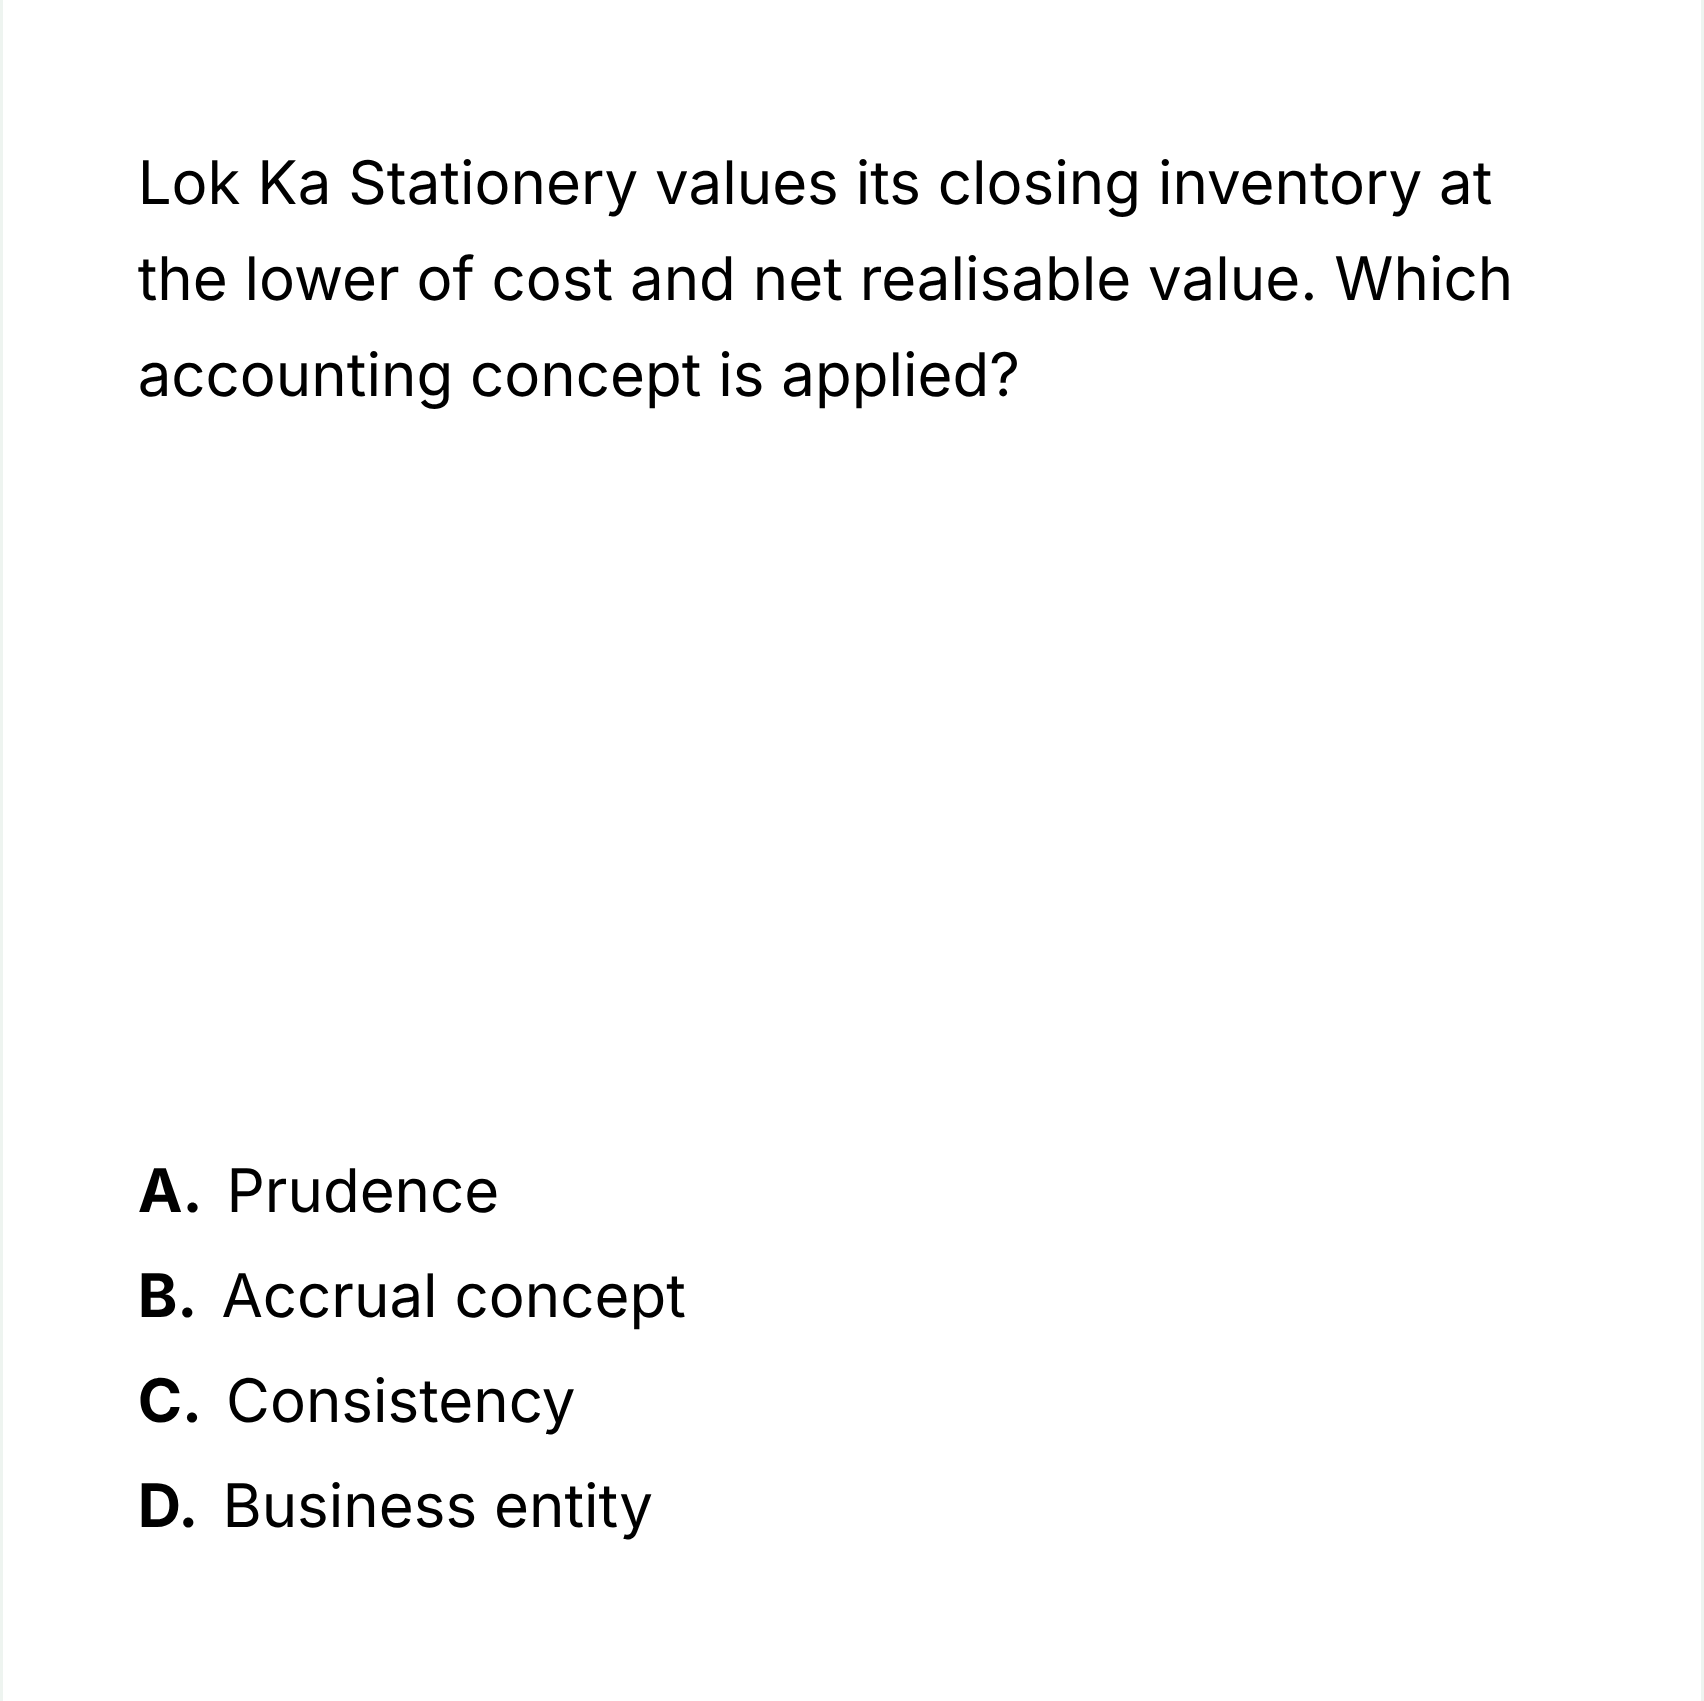 Lok Ka Stationery values its closing inventory at
the lower of cost and net realisable value. Which
accounting concept is applied?
A. Prudence
B. Accrual concept
C. Consistency
D. Business entity